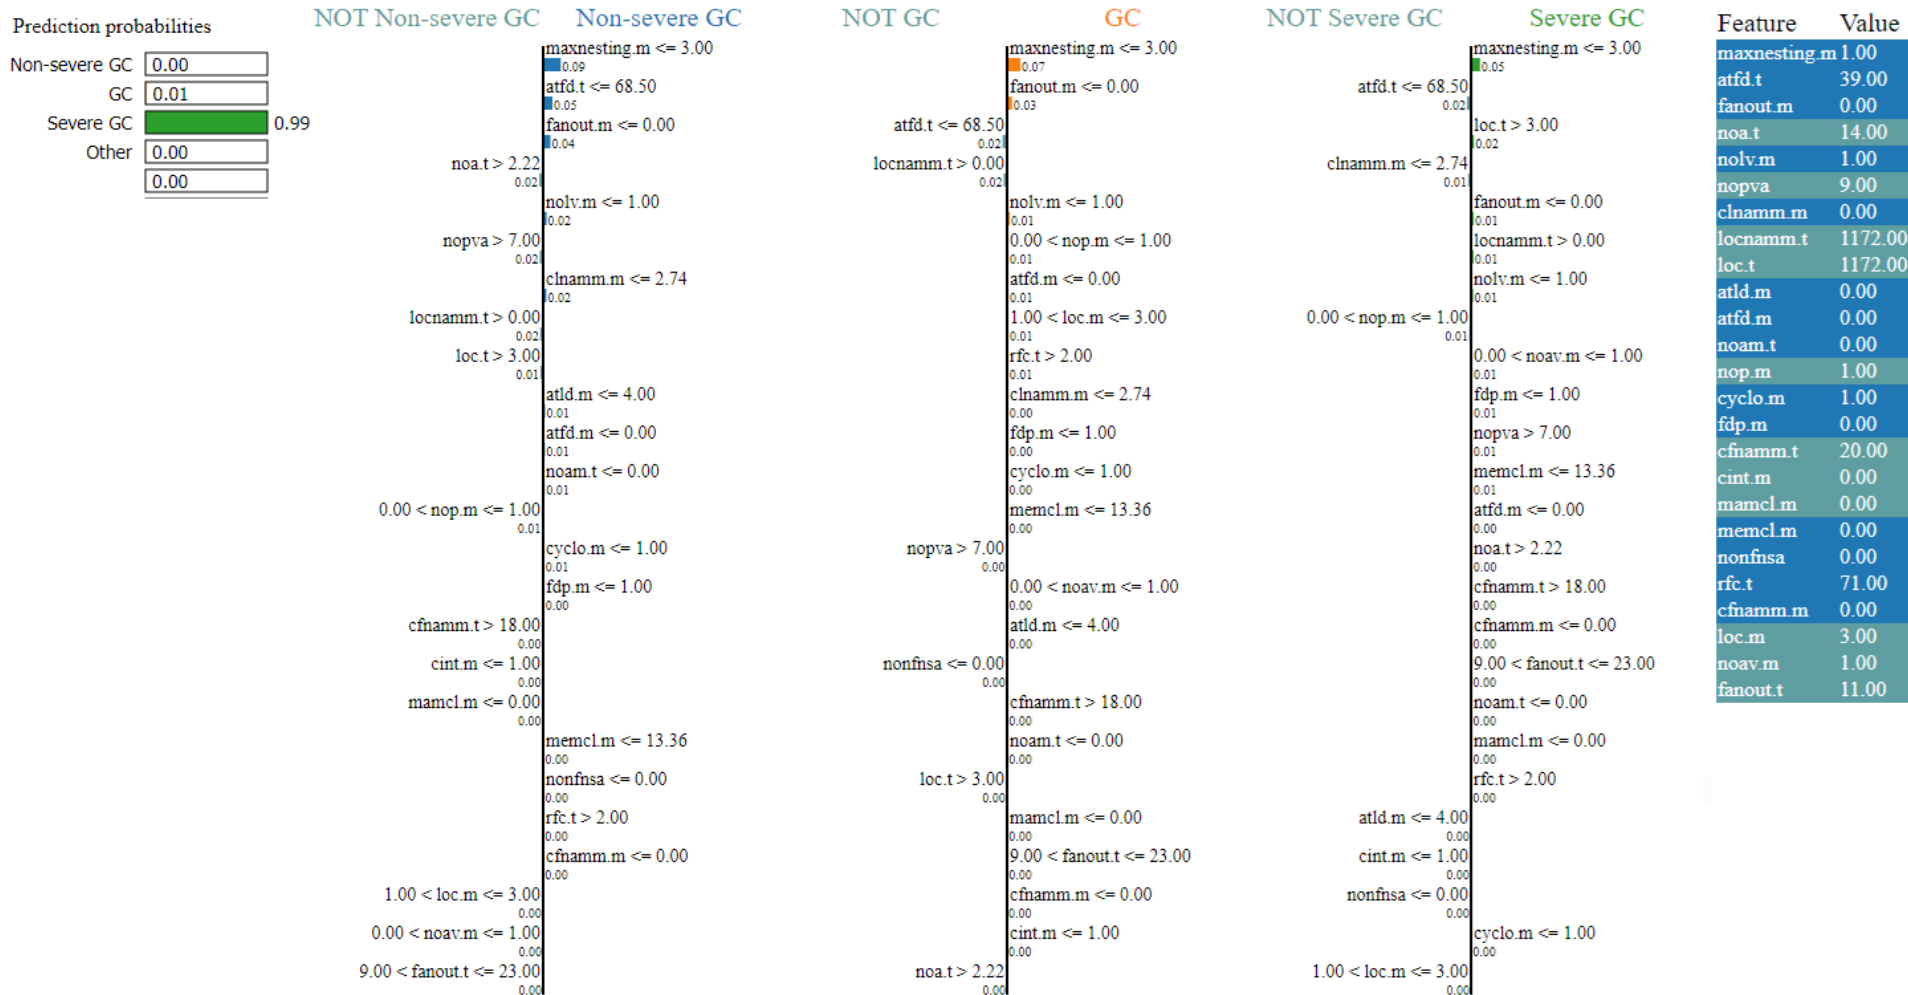 Prediction probabilities
Non-severe GC 0.00
GC 0.01
Severe GC 0.99
Other 0.00
0.00
NOT Non-severe GC Non-severe GC
maxnesting.m <= 3.00
0.09
atfd.t <= 68.50
0.05
fanout.m <= 0.00
0.04
noa.t > 2.22
0.02
nolv.m <= 1.00
0.02
nopva > 7.00
0.02
clnamm.m <= 2.74
0.02
locnamm.t > 0.00
0.02
loc.t > 3.00
0.01
atld.m <= 4.00
0.01
atfd.m <= 0.00
0.01
noam.t <= 0.00
0.01
0.00 < nop.m <= 1.00
0.01
cyclo.m <= 1.00
0.01
fdp.m <= 1.00
0.00
cfnamm.t > 18.00
0.00
cint.m <= 1.00
0.00
mamcl.m <= 0.00
0.00
memcl.m <= 13.36
0.00
nonfnsa <= 0.00
0.00
rfc.t > 2.00
0.00
cfnamm.m <= 0.00
0.00
1.00 < loc.m <= 3.00
0.00
0.00 < noav.m <= 1.00
0.00
9.00 < fanout.t <= 23.00
0.00
NOT GC GC
maxnesting.m <= 3.00
0.07
fanout.m <= 0.00
0.03
atfd.t <= 68.50
0.02
locnamm.t > 0.00
0.02
nolv.m <= 1.00
0.01
0.00 < nop.m <= 1.00
0.01
atfd.m <= 0.00
0.01
1.00 < loc.m <= 3.00
0.01
rfc.t > 2.00
0.01
clnamm.m <= 2.74
0.00
fdp.m <= 1.00
0.00
cyclo.m <= 1.00
0.00
memcl.m <= 13.36
0.00
nopva > 7.00
0.00
0.00 < noav.m <= 1.00
0.00
atld.m <= 4.00
0.00
nonfnsa <= 0.00
0.00
cfnamm.t > 18.00
0.00
noam.t <= 0.00
0.00
loc.t > 3.00
0.00
mamcl.m <= 0.00
0.00
9.00 < fanout.t <= 23.00
0.00
cfnamm.m <= 0.00
0.00
cint.m <= 1.00
0.00
noa.t > 2.22
0.00
NOT Severe GC Severe GC
maxnesting.m <= 3.00
0.05
atfd.t <= 68.50
0.02
loc.t > 3.00
0.02
clnamm.m <= 2.74
0.01
fanout.m <= 0.00
0.01
locnamm.t > 0.00
0.01
nolv.m <= 1.00
0.01
0.00 < nop.m <= 1.00
0.01
0.00 < noav.m <= 1.00
0.01
fdp.m <= 1.00
0.01
nopva > 7.00
0.01
memcl.m <= 13.36
0.01
atfd.m <= 0.00
0.00
noa.t > 2.22
0.00
cfnamm.t > 18.00
0.00
cfnamm.m <= 0.00
0.00
9.00 < fanout.t <= 23.00
0.00
noam.t <= 0.00
0.00
mamcl.m <= 0.00
0.00
rfc.t > 2.00
0.00
atld.m <= 4.00
0.00
cint.m <= 1.00
0.00
nonfnsa <= 0.00
0.00
cyclo.m <= 1.00
0.00
1.00 < loc.m <= 3.00
0.00
Feature Value
maxnesting.m 1.00
atfd.t 39.00
fanout.m 0.00
noa.t 14.00
nolv.m 1.00
nopva 9.00
clnamm.m 0.00
locnamm.t 1172.00
loc.t 1172.00
atld.m 0.00
atfd.m 0.00
noam.t 0.00
nop.m 1.00
cyclo.m 1.00
fdp.m 0.00
cfnamm.t 20.00
cint.m 0.00
mamcl.m 0.00
memcl.m 0.00
nonfnsa 0.00
rfc.t 71.00
cfnamm.m 0.00
loc.m 3.00
noav.m 1.00
fanout.t 11.00